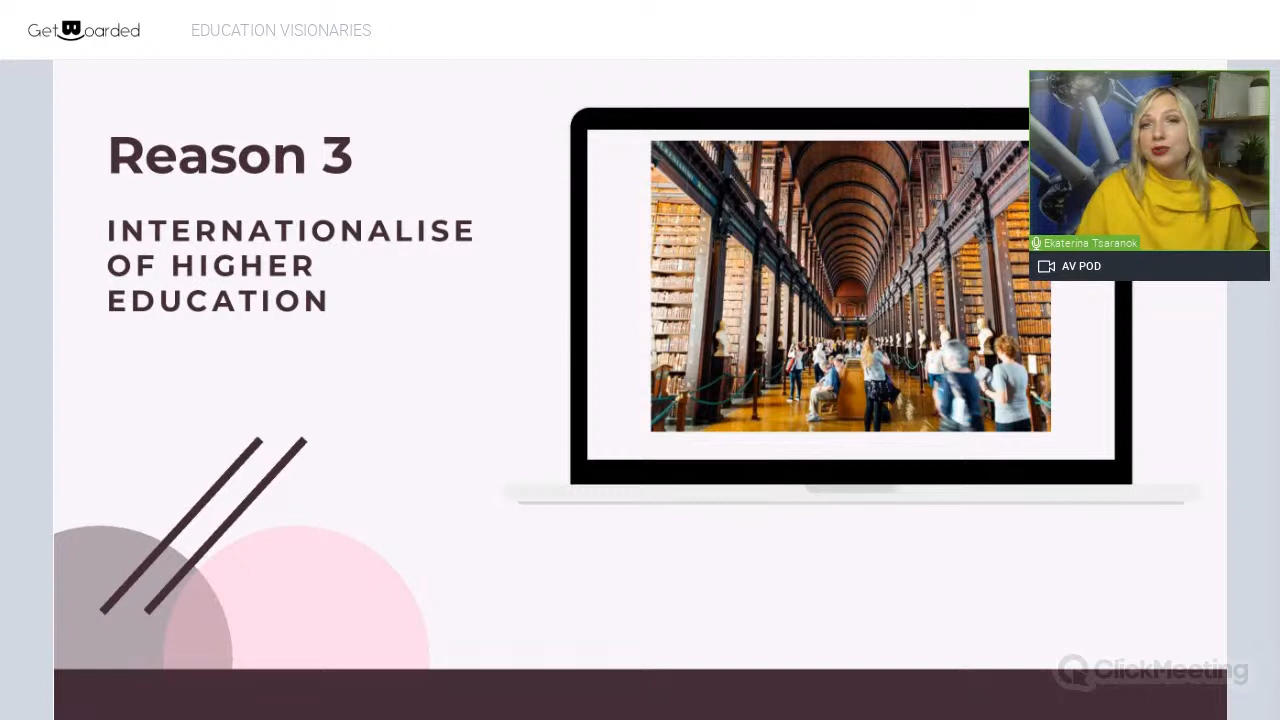 GetBoarded
EDUCATION VISIONARIES
Reason 3
INTERNATIONALISE
OF HIGHER
EDUCATION
Ekaterina Tsaranok
AV POD
ClickMeeting